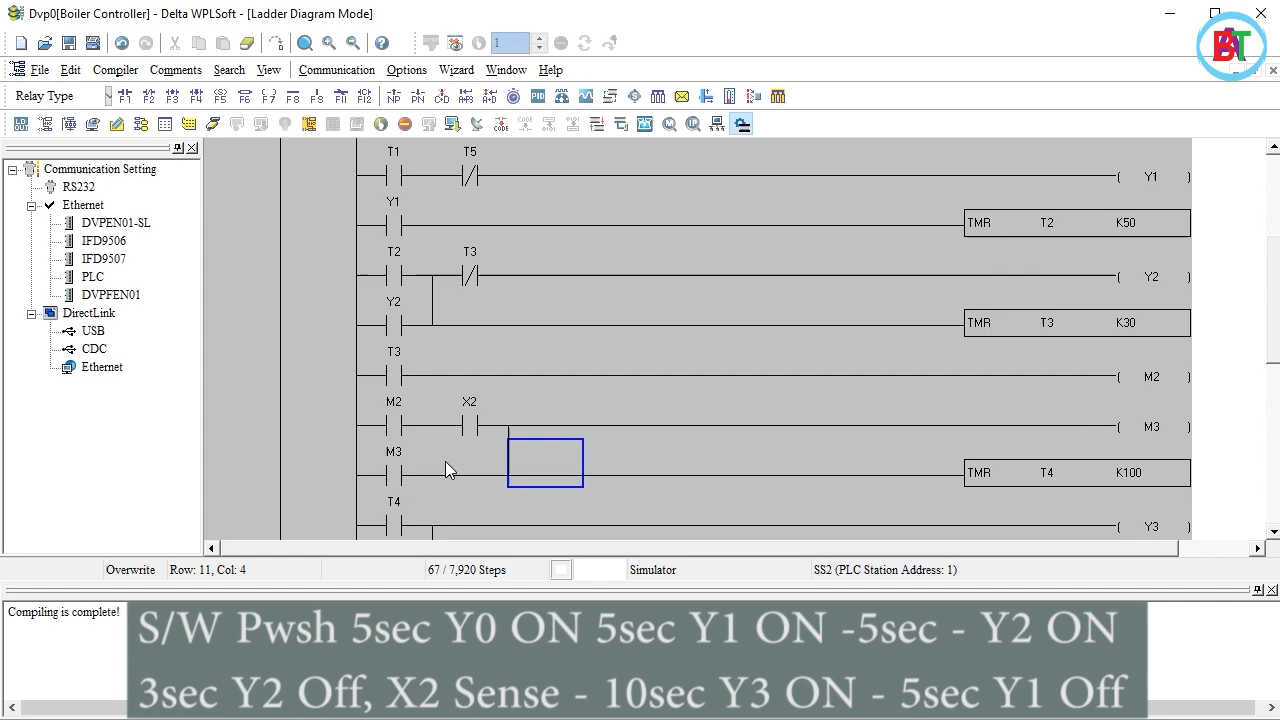 Dvp0[Boiler Controller] - Delta WPLSoft - [Ladder Diagram Mode]
BAT
1
File Edit Compiler Comments Search View Communication Options Wizard Window Help
Relay Type
T1 T5
Communication Setting
Y1
RS232
Y1
Ethernet
DVPEN01-SL
TMR T2 K50
IFD9506
T2 T3
IFD9507
PLC
Y2
DVPFEN01
Y2
DirectLink
TMR T3 K30
USB
CDC
T3
Ethernet
M2
M2 X2
M3
M3
TMR T4 K100
T4
Y3
Overwrite Row: 11, Col: 4 67 / 7,920 Steps Simulator SS2 (PLC Station Address: 1)
Compiling is complete!
S/W Pwsh 5sec Y0 ON 5sec Y1 ON -5sec - Y2 ON
3sec Y2 Off, X2 Sense - 10sec Y3 ON - 5sec Y1 Off